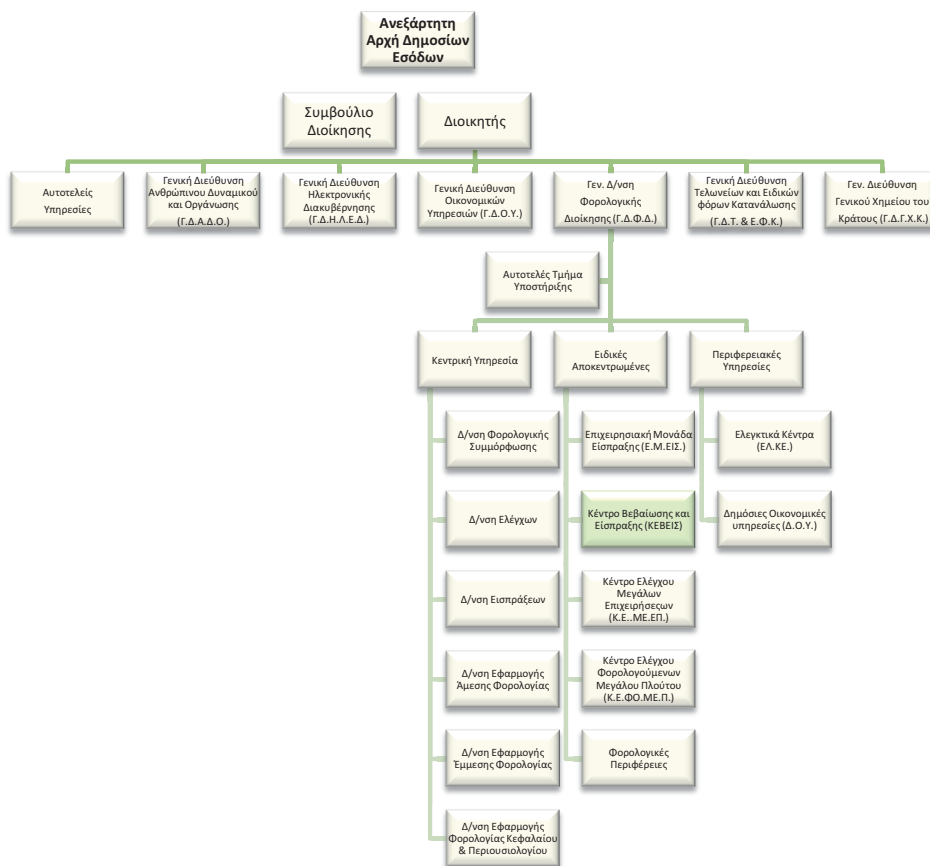 Ανεξάρτητη
Αρχή Δημοσίων
Εσόδων
Συμβούλιο
Διοίκησης
Διοικητής
Αυτοτελείς
Υπηρεσίες
Γενική Διεύθυνση
Ανθρώπινου Δυναμικού
και Οργάνωσης
(Γ.Δ.Α.Δ.Ο.)
Γενική Διεύθυνση
Ηλεκτρονικής
Διακυβέρνησης
(Γ.Δ.Η.Λ.Ε.Δ.)
Γενική Διεύθυνση
Οικονομικών
Υπηρεσιών (Γ.Δ.Ο.Υ.)
Γεν. Δ/νση
Φορολογικής
Διοίκησης (Γ.Δ.Φ.Δ.)
Γενική Διεύθυνση
Τελωνείων και Ειδικών
φόρων Κατανάλωσης
(Γ.Δ.Τ. & Ε.Φ.Κ.)
Γεν. Διεύθυνση
Γενικού Χημείου του
Κράτους (Γ.Δ.Γ.Χ.Κ.)
Αυτοτελές Τμήμα
Υποστήριξης
Κεντρική Υπηρεσία
Ειδικές
Αποκεντρωμένες
Περιφερειακές
Υπηρεσίες
Δ/νση Φορολογικής
Συμμόρφωσης
Επιχειρησιακή Μονάδα
Είσπραξης (Ε.Μ.ΕΙΣ.)
Ελεγκτικά Κέντρα
(ΕΛ.ΚΕ.)
Δ/νση Ελέγχων
Κέντρο Βεβαίωσης και
Είσπραξης (ΚΕΒΕΙΣ)
Δημόσιες Οικονομικές
υπηρεσίες (Δ.Ο.Υ.)
Δ/νση Εισπράξεων
Κέντρο Ελέγχου
Μεγάλων
Επιχειρήσεςων
(Κ.Ε..ΜΕ.ΕΠ.)
Δ/νση Εφαρμογής
Άμεσης Φορολογίας
Κέντρο Ελέγχου
Φορολογούμενων
Μεγάλου Πλούτου
(Κ.Ε.ΦΟ.ΜΕ.Π.)
Δ/νση Εφαρμογής
Έμμεσης Φορολογίας
Φορολογικές
Περιφέρειες
Δ/νση Εφαρμογής
Φορολογίας Κεφαλαίου
& Περιουσιολογίου